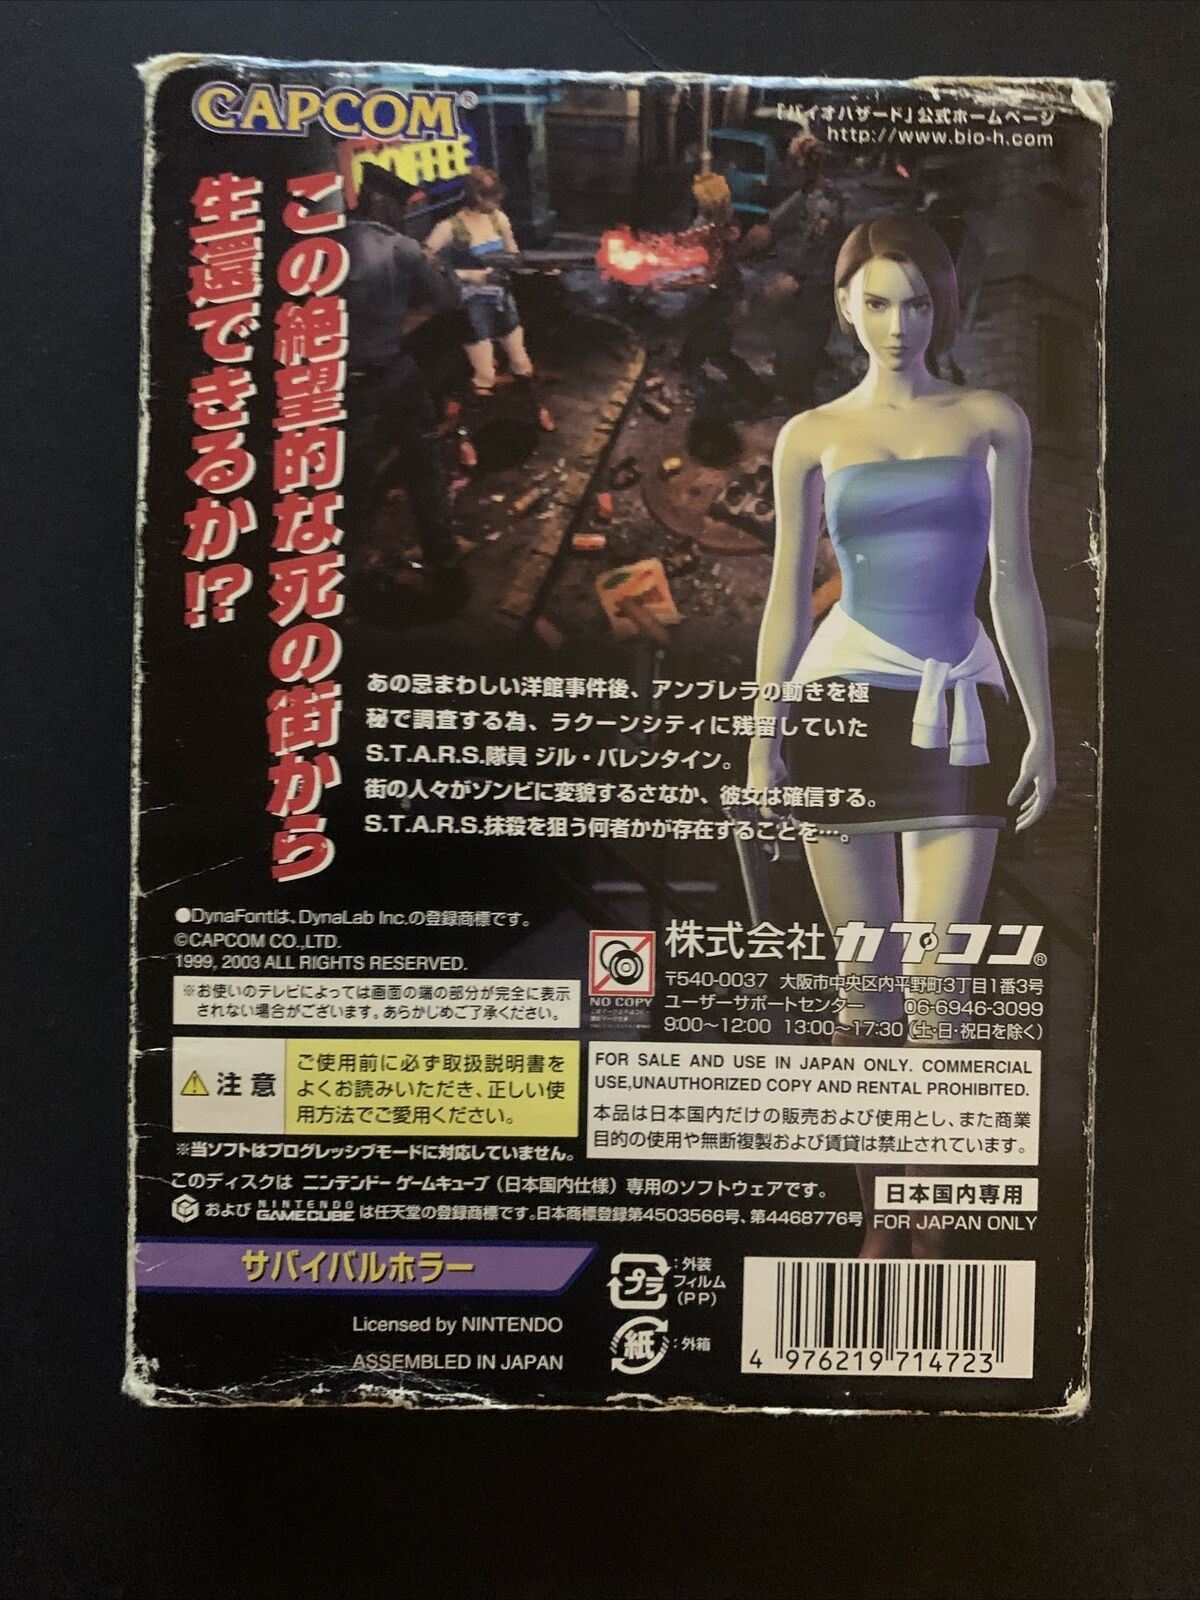 CAPCOM®
COFFEE
「バイオハザード」公式ホームページ
http://www.bio-h.com
この絶望的な死の街から
生還できるか!?
あの忌まわしい洋館事件後、アンブレラの動きを極
秘で調査する為、ラクーンシティに残留していた
S.T.A.R.S.隊員 ジル・バレンタイン。
街の人々がゾンビに変貌するさなか、彼女は確信する。
S.T.A.R.S.抹殺を狙う何者かが存在することを…。
●DynaFontは、DynaLab Inc.の登録商標です。
©CAPCOM CO.,LTD.
1999, 2003 ALL RIGHTS RESERVED.
※お使いのテレビによっては画面の端の部分が完全に表示
されない場合がございます。あらかじめご了承ください。
NO COPY
株式会社カプコン®
〒540-0037 大阪市中央区内平野町3丁目1番3号
ユーザーサポートセンター 06-6946-3099
9:00～12:00 13:00～17:30 (土・日・祝日を除く)
注意
ご使用前に必ず取扱説明書を
よくお読みいただき、正しい使
用方法でご愛用ください。
FOR SALE AND USE IN JAPAN ONLY. COMMERCIAL
USE,UNAUTHORIZED COPY AND RENTAL PROHIBITED.
本品は日本国内だけの販売および使用とし、また商業
目的の使用や無断複製および賃貸は禁止されています。
※当ソフトはプログレッシブモードに対応していません。
このディスクは ニンテンドー ゲームキューブ (日本国内仕様) 専用のソフトウェアです。
および NINTENDO GAMECUBE は任天堂の登録商標です。日本商標登録第4503566号、第4468776号
日本国内専用
FOR JAPAN ONLY
サバイバルホラー
Licensed by NINTENDO
ASSEMBLED IN JAPAN
プラ :外装
フィルム
(PP)
紙 :外箱
4 976219 714723